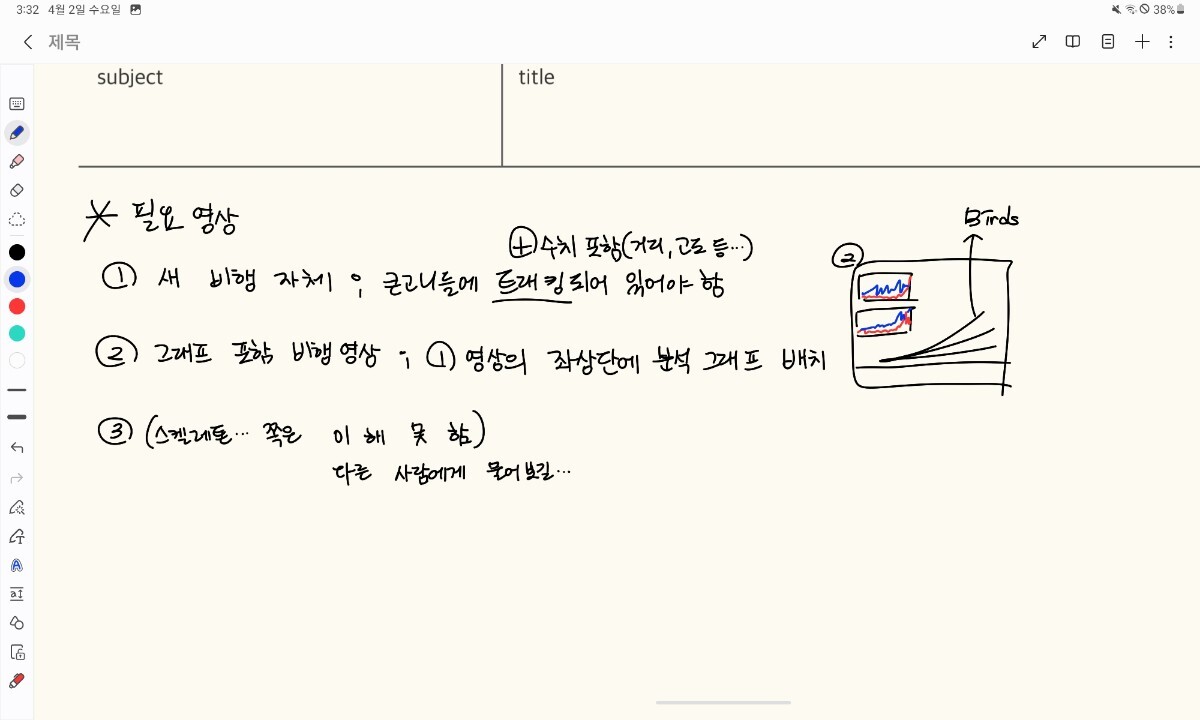 3:32 4월 2일 수요일
38%
제목
subject
title
* 필요 영상
⊕ 수치 포함(거리, 고도 등…)
① 새 비행 자체 ; 큰고니들에 트래킹되어 있어야 함
② 그래프 포함 비행 영상 ; ① 영상의 좌상단에 분석 그래프 배치
Birds
②
③ (스켈레톤… 쪽은 이해 못 함)
다른 사람에게 물어보길…